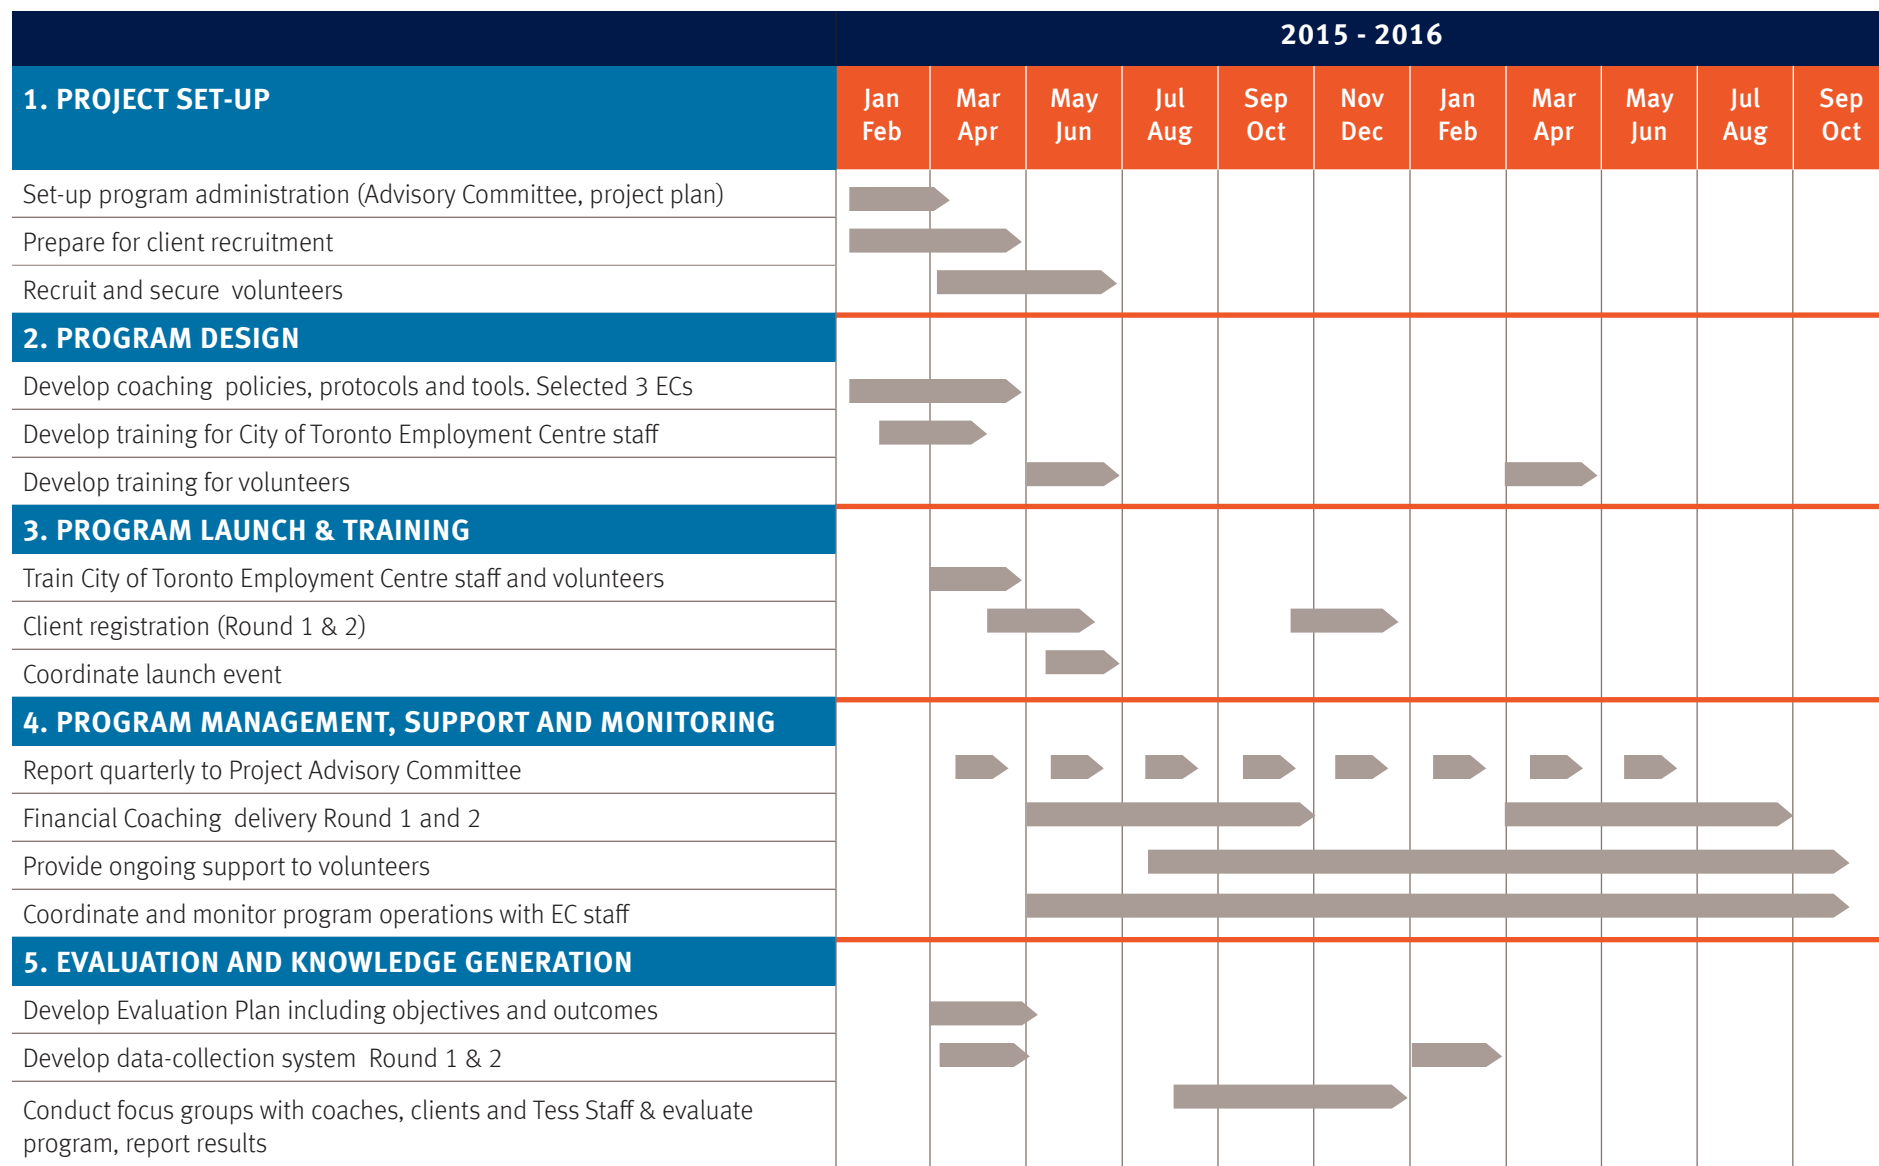 2015 - 2016
1. PROJECT SET-UP
Jan Mar May Jul Sep Nov Jan Mar May Jul Sep
Feb Apr Jun Aug Oct Dec Feb Apr Jun Aug Oct
Set-up program administration (Advisory Committee, project plan)
Prepare for client recruitment
Recruit and secure volunteers
2. PROGRAM DESIGN
Develop coaching policies, protocols and tools. Selected 3 ECs
Develop training for City of Toronto Employment Centre staff
Develop training for volunteers
3. PROGRAM LAUNCH & TRAINING
Train City of Toronto Employment Centre staff and volunteers
Client registration (Round 1 & 2)
Coordinate launch event
4. PROGRAM MANAGEMENT, SUPPORT AND MONITORING
Report quarterly to Project Advisory Committee
Financial Coaching delivery Round 1 and 2
Provide ongoing support to volunteers
Coordinate and monitor program operations with EC staff
5. EVALUATION AND KNOWLEDGE GENERATION
Develop Evaluation Plan including objectives and outcomes
Develop data-collection system Round 1 & 2
Conduct focus groups with coaches, clients and Tess Staff & evaluate
program, report results